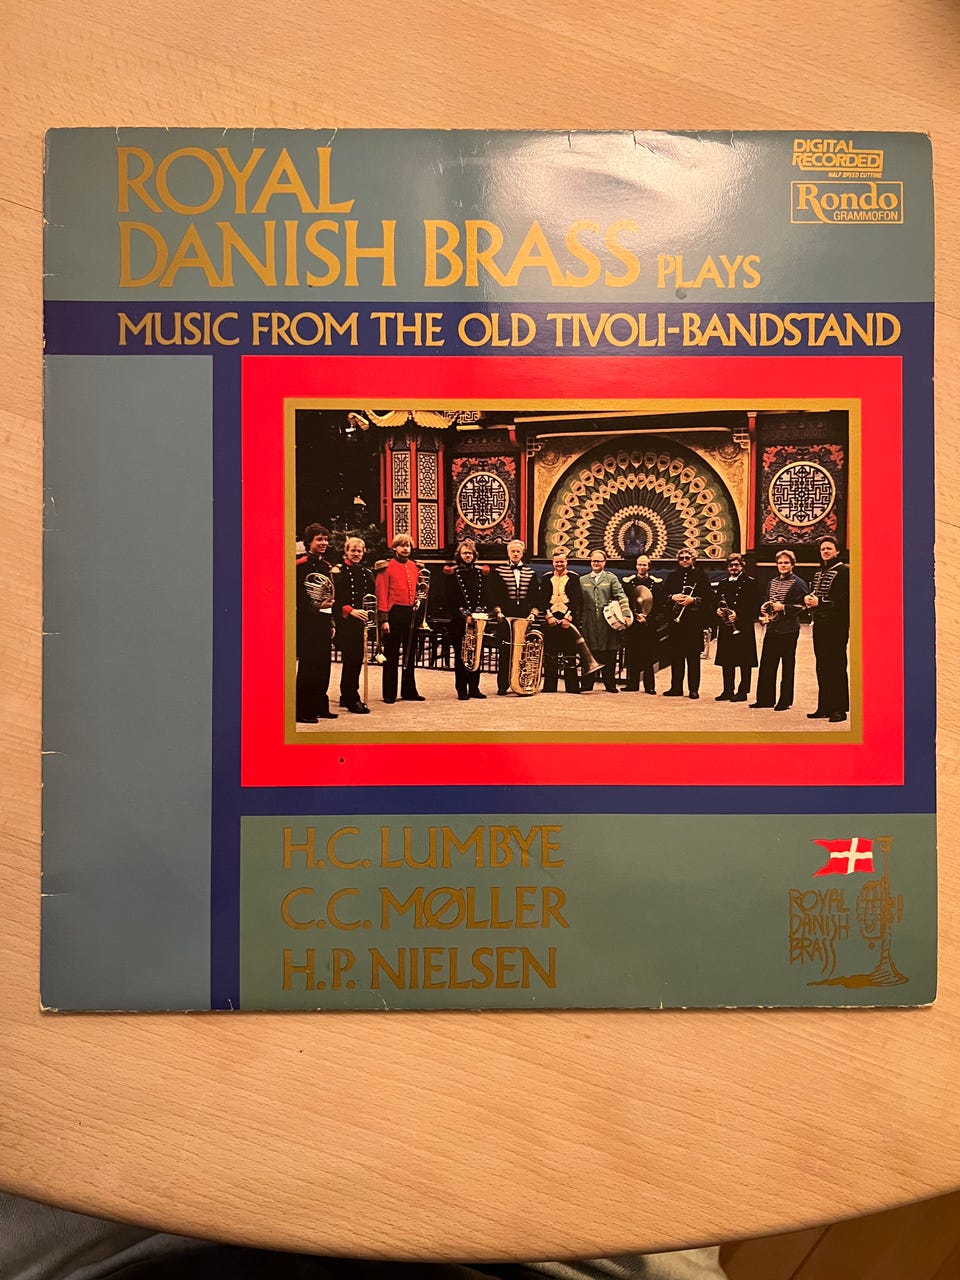 ROYAL
DANISH BRASS PLAYS
DIGITAL
RECORDED
HALF SPEED CUTTING
Rondo
GRAMMOFON
MUSIC FROM THE OLD TIVOLI-BANDSTAND
H.C. LUMBYE
C.C. MØLLER
H.P. NIELSEN
ROYAL
DANISH
BRASS